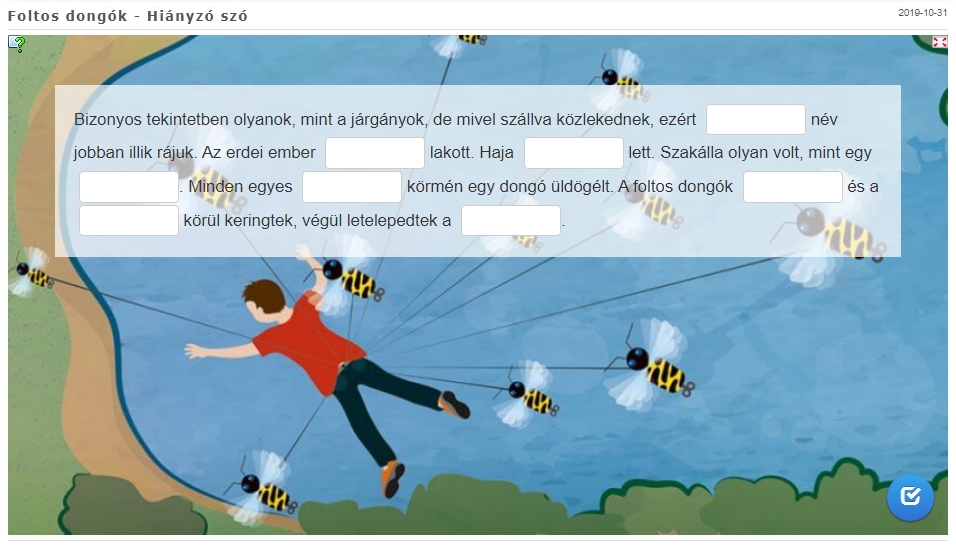 Foltos dongók - Hiányzó szó
2019-10-31
Bizonyos tekintetben olyanok, mint a járgányok, de mivel szállva közlekednek, ezért név
jobban illik rájuk. Az erdei ember lakott. Haja lett. Szakálla olyan volt, mint egy
. Minden egyes körmén egy dongó üldögélt. A foltos dongók és a
körül keringtek, végül letelepedtek a .